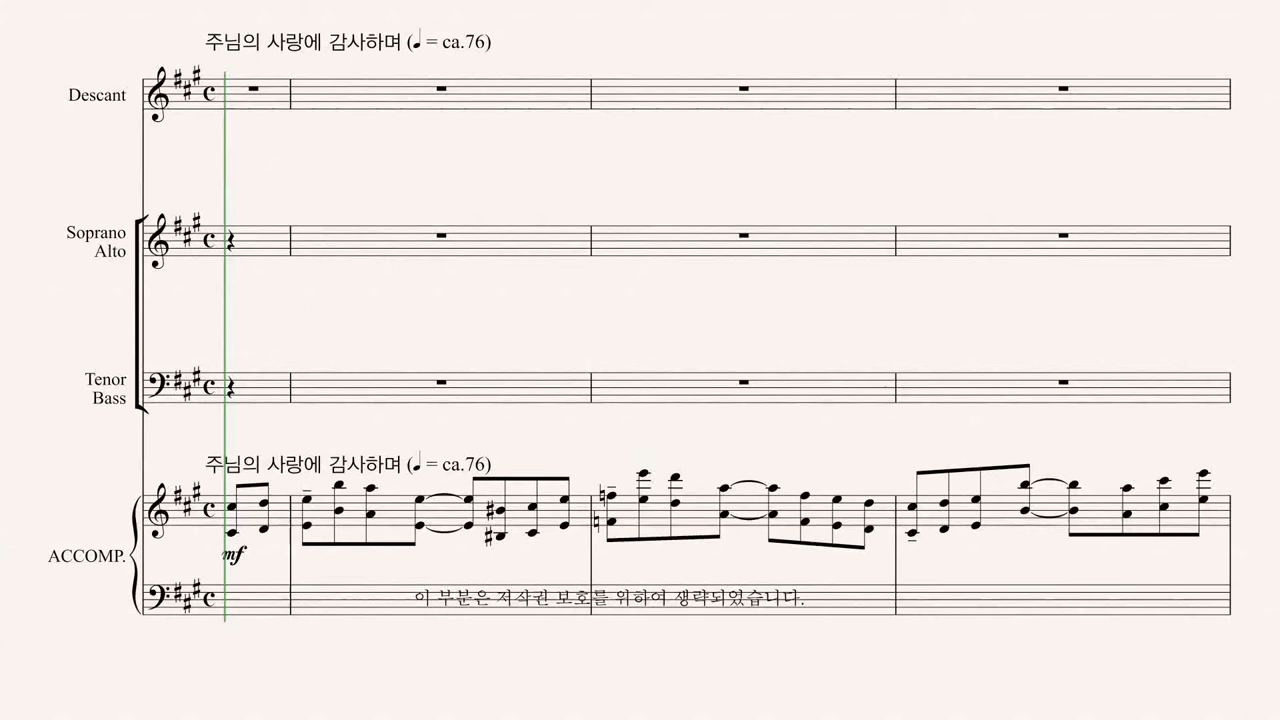 주님의 사랑에 감사하며 (♩ = ca.76)
Descant
Soprano
Alto
Tenor
Bass
주님의 사랑에 감사하며 (♩ = ca.76)
mf
ACCOMP.
이 부분은 저작권 보호를 위하여 생략되었습니다.